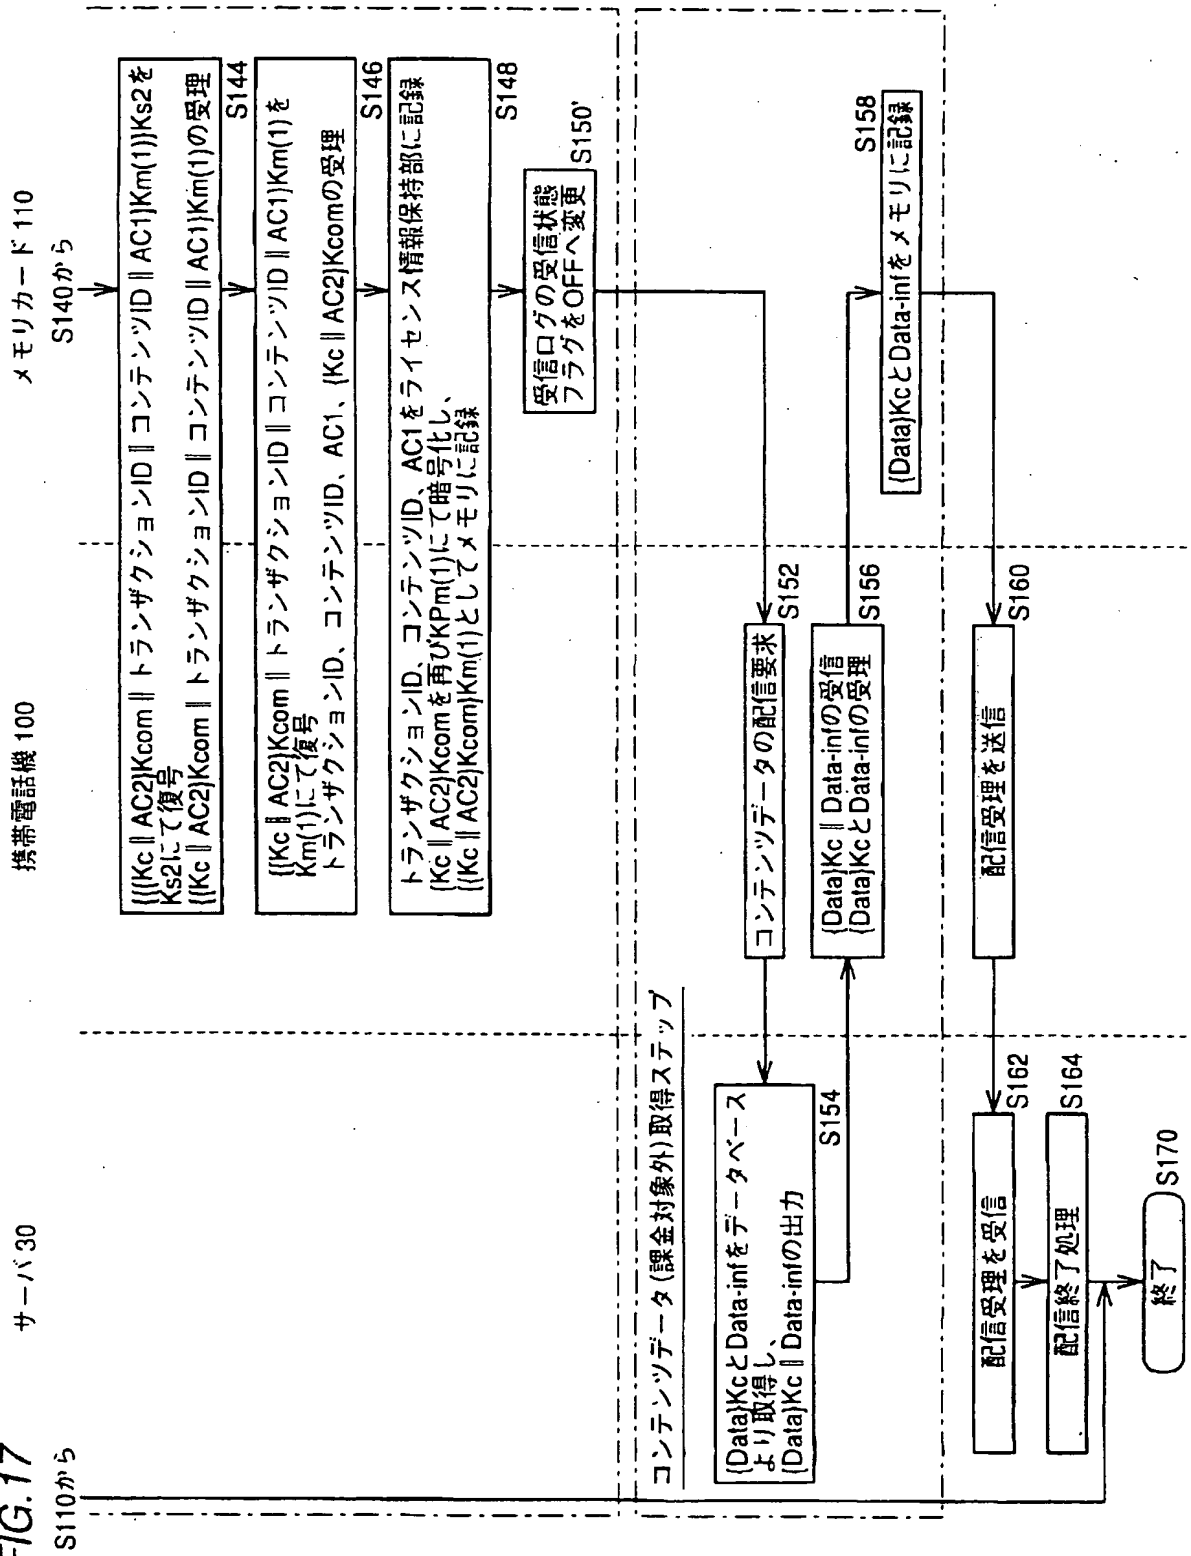 FIG. 17
サーバ 30
携帯電話機 100
メモリカード 110
S110から
S140から
{{{Kc ∥ AC2}Kcom ∥ トランザクションID ∥ コンテンツID ∥ AC1}Km(1)}Ks2を
Ks2にて復号
{{Kc ∥ AC2}Kcom ∥ トランザクションID ∥ コンテンツID ∥ AC1}Km(1)の受理
S144
{{Kc ∥ AC2}Kcom ∥ トランザクションID ∥ コンテンツID ∥ AC1}Km(1)を
Km(1)にて復号
トランザクションID、コンテンツID、AC1、{Kc ∥ AC2}Kcomの受理
S146
トランザクションID、コンテンツID、AC1をライセンス情報保持部に記録
{Kc ∥ AC2}Kcomを再びKPm(1)にて暗号化し、
{{Kc ∥ AC2}Kcom}Km(1)としてメモリに記録
S148
受信ログの受信状態
フラグをOFFへ変更
S150'
コンテンツデータ(課金対象外)取得ステップ
コンテンツデータの配信要求
S152
{Data}KcとData-infをデータベース
より取得し、
{Data}Kc ∥ Data-infの出力
S154
{Data}Kc ∥ Data-infの受信
{Data}KcとData-infの受理
S156
{Data}KcとData-infをメモリに記録
S158
配信受理を送信
S160
配信受理を受信
S162
配信終了処理
S164
終了
S170